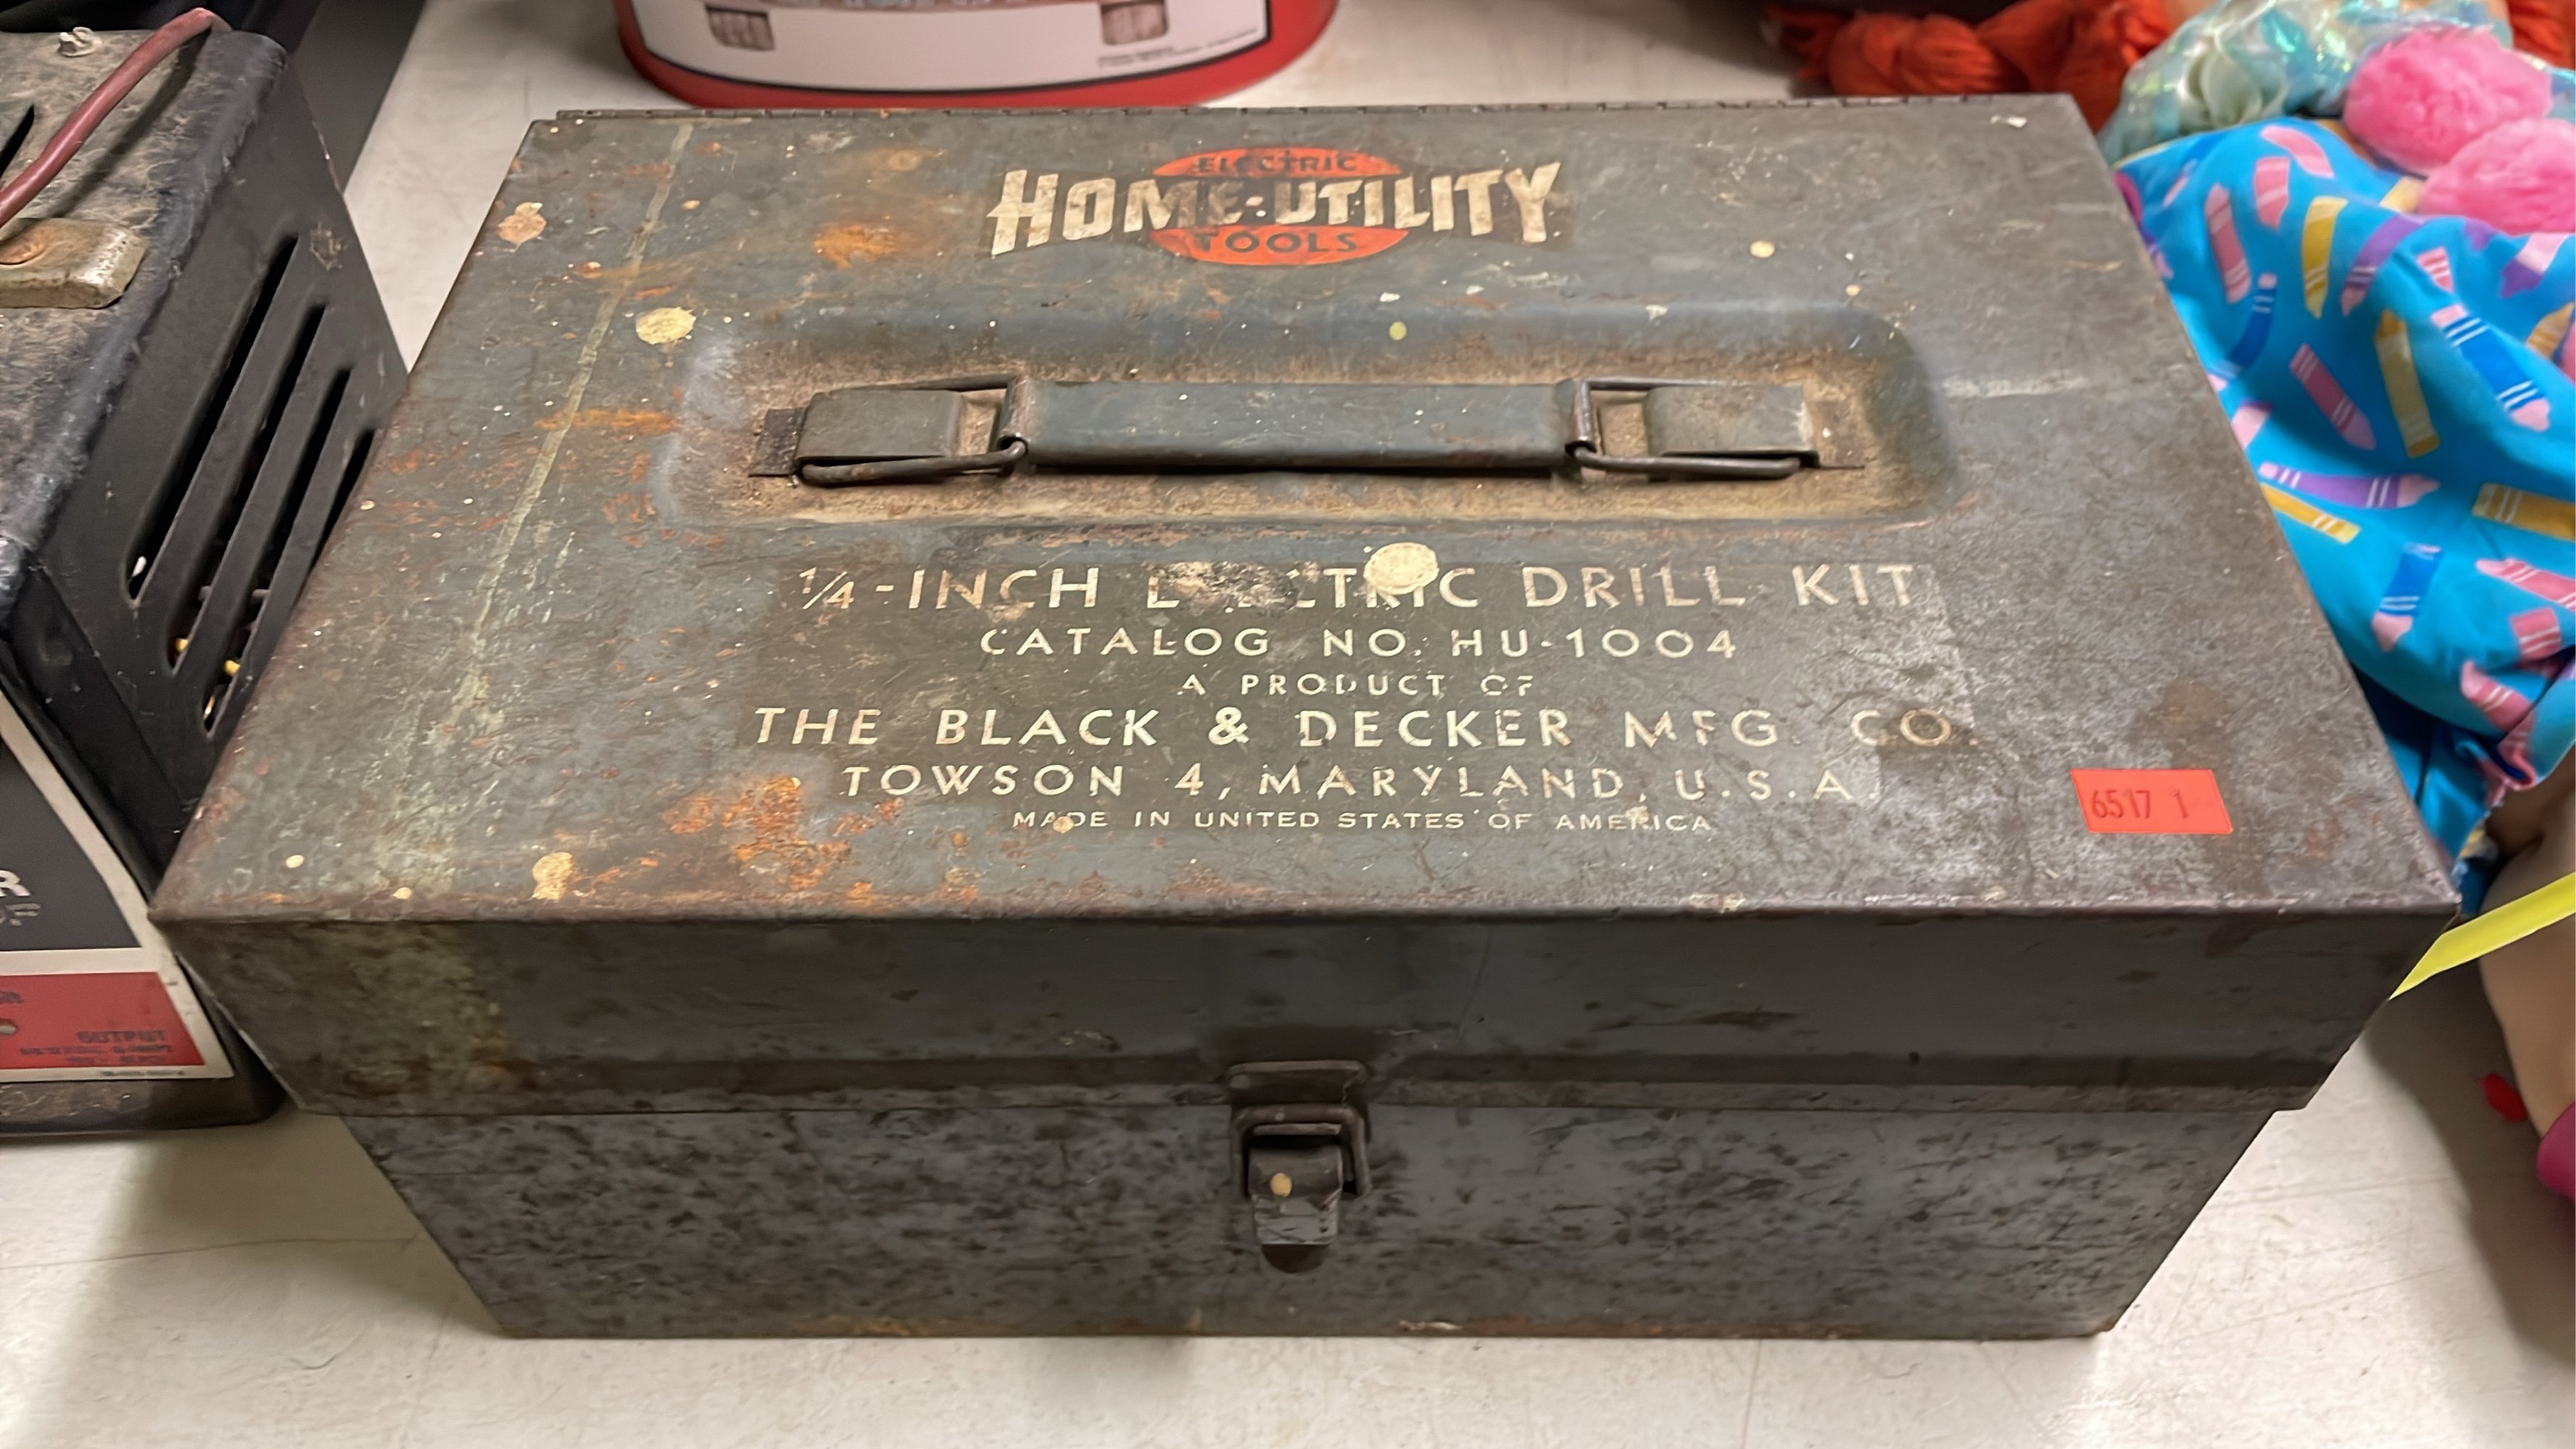 ELECTRIC
HOME-UTILITY
TOOLS
1/4-INCH ELECTRIC DRILL KIT
CATALOG NO. HU-1004
A PRODUCT OF
THE BLACK & DECKER MFG. CO.
TOWSON 4, MARYLAND, U.S.A.
MADE IN UNITED STATES OF AMERICA
6517 1
OUTPUT